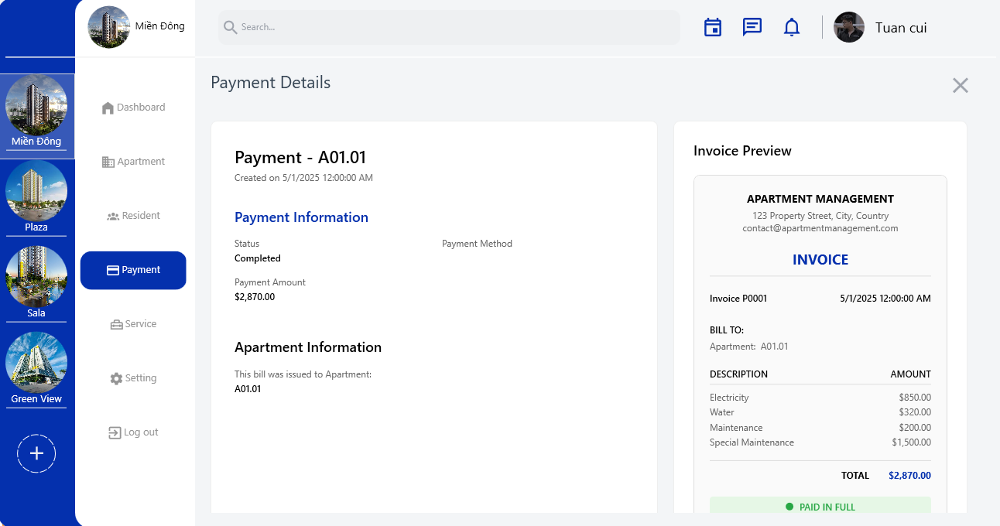 Miền Đông
Search...
Tuan cui
Miền Đông
Plaza
Sala
Green View
Dashboard
Apartment
Resident
Payment
Service
Setting
Log out
Payment Details
Payment - A01.01
Created on 5/1/2025 12:00:00 AM
Payment Information
Status Payment Method
Completed
Payment Amount
$2,870.00
Apartment Information
This bill was issued to Apartment:
A01.01
Invoice Preview
APARTMENT MANAGEMENT
123 Property Street, City, Country
contact@apartmentmanagement.com
INVOICE
Invoice P0001 5/1/2025 12:00:00 AM
BILL TO:
Apartment: A01.01
DESCRIPTION AMOUNT
Electricity $850.00
Water $320.00
Maintenance $200.00
Special Maintenance $1,500.00
TOTAL $2,870.00
PAID IN FULL